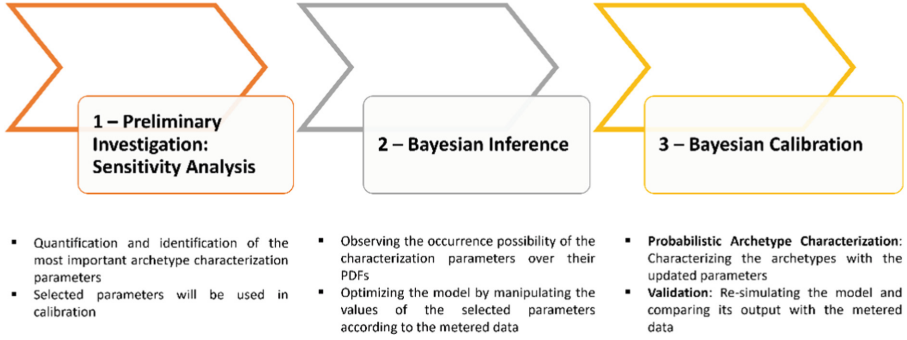 1 – Preliminary
Investigation:
Sensitivity Analysis
▪ Quantification and identification of the
most important archetype characterization
parameters
▪ Selected parameters will be used in
calibration
2 – Bayesian Inference
▪ Observing the occurrence possibility of the
characterization parameters over their
PDFs
▪ Optimizing the model by manipulating the
values of the selected parameters
according to the metered data
3 – Bayesian Calibration
▪ Probabilistic Archetype Characterization:
Characterizing the archetypes with the
updated parameters
▪ Validation: Re-simulating the model and
comparing its output with the metered
data